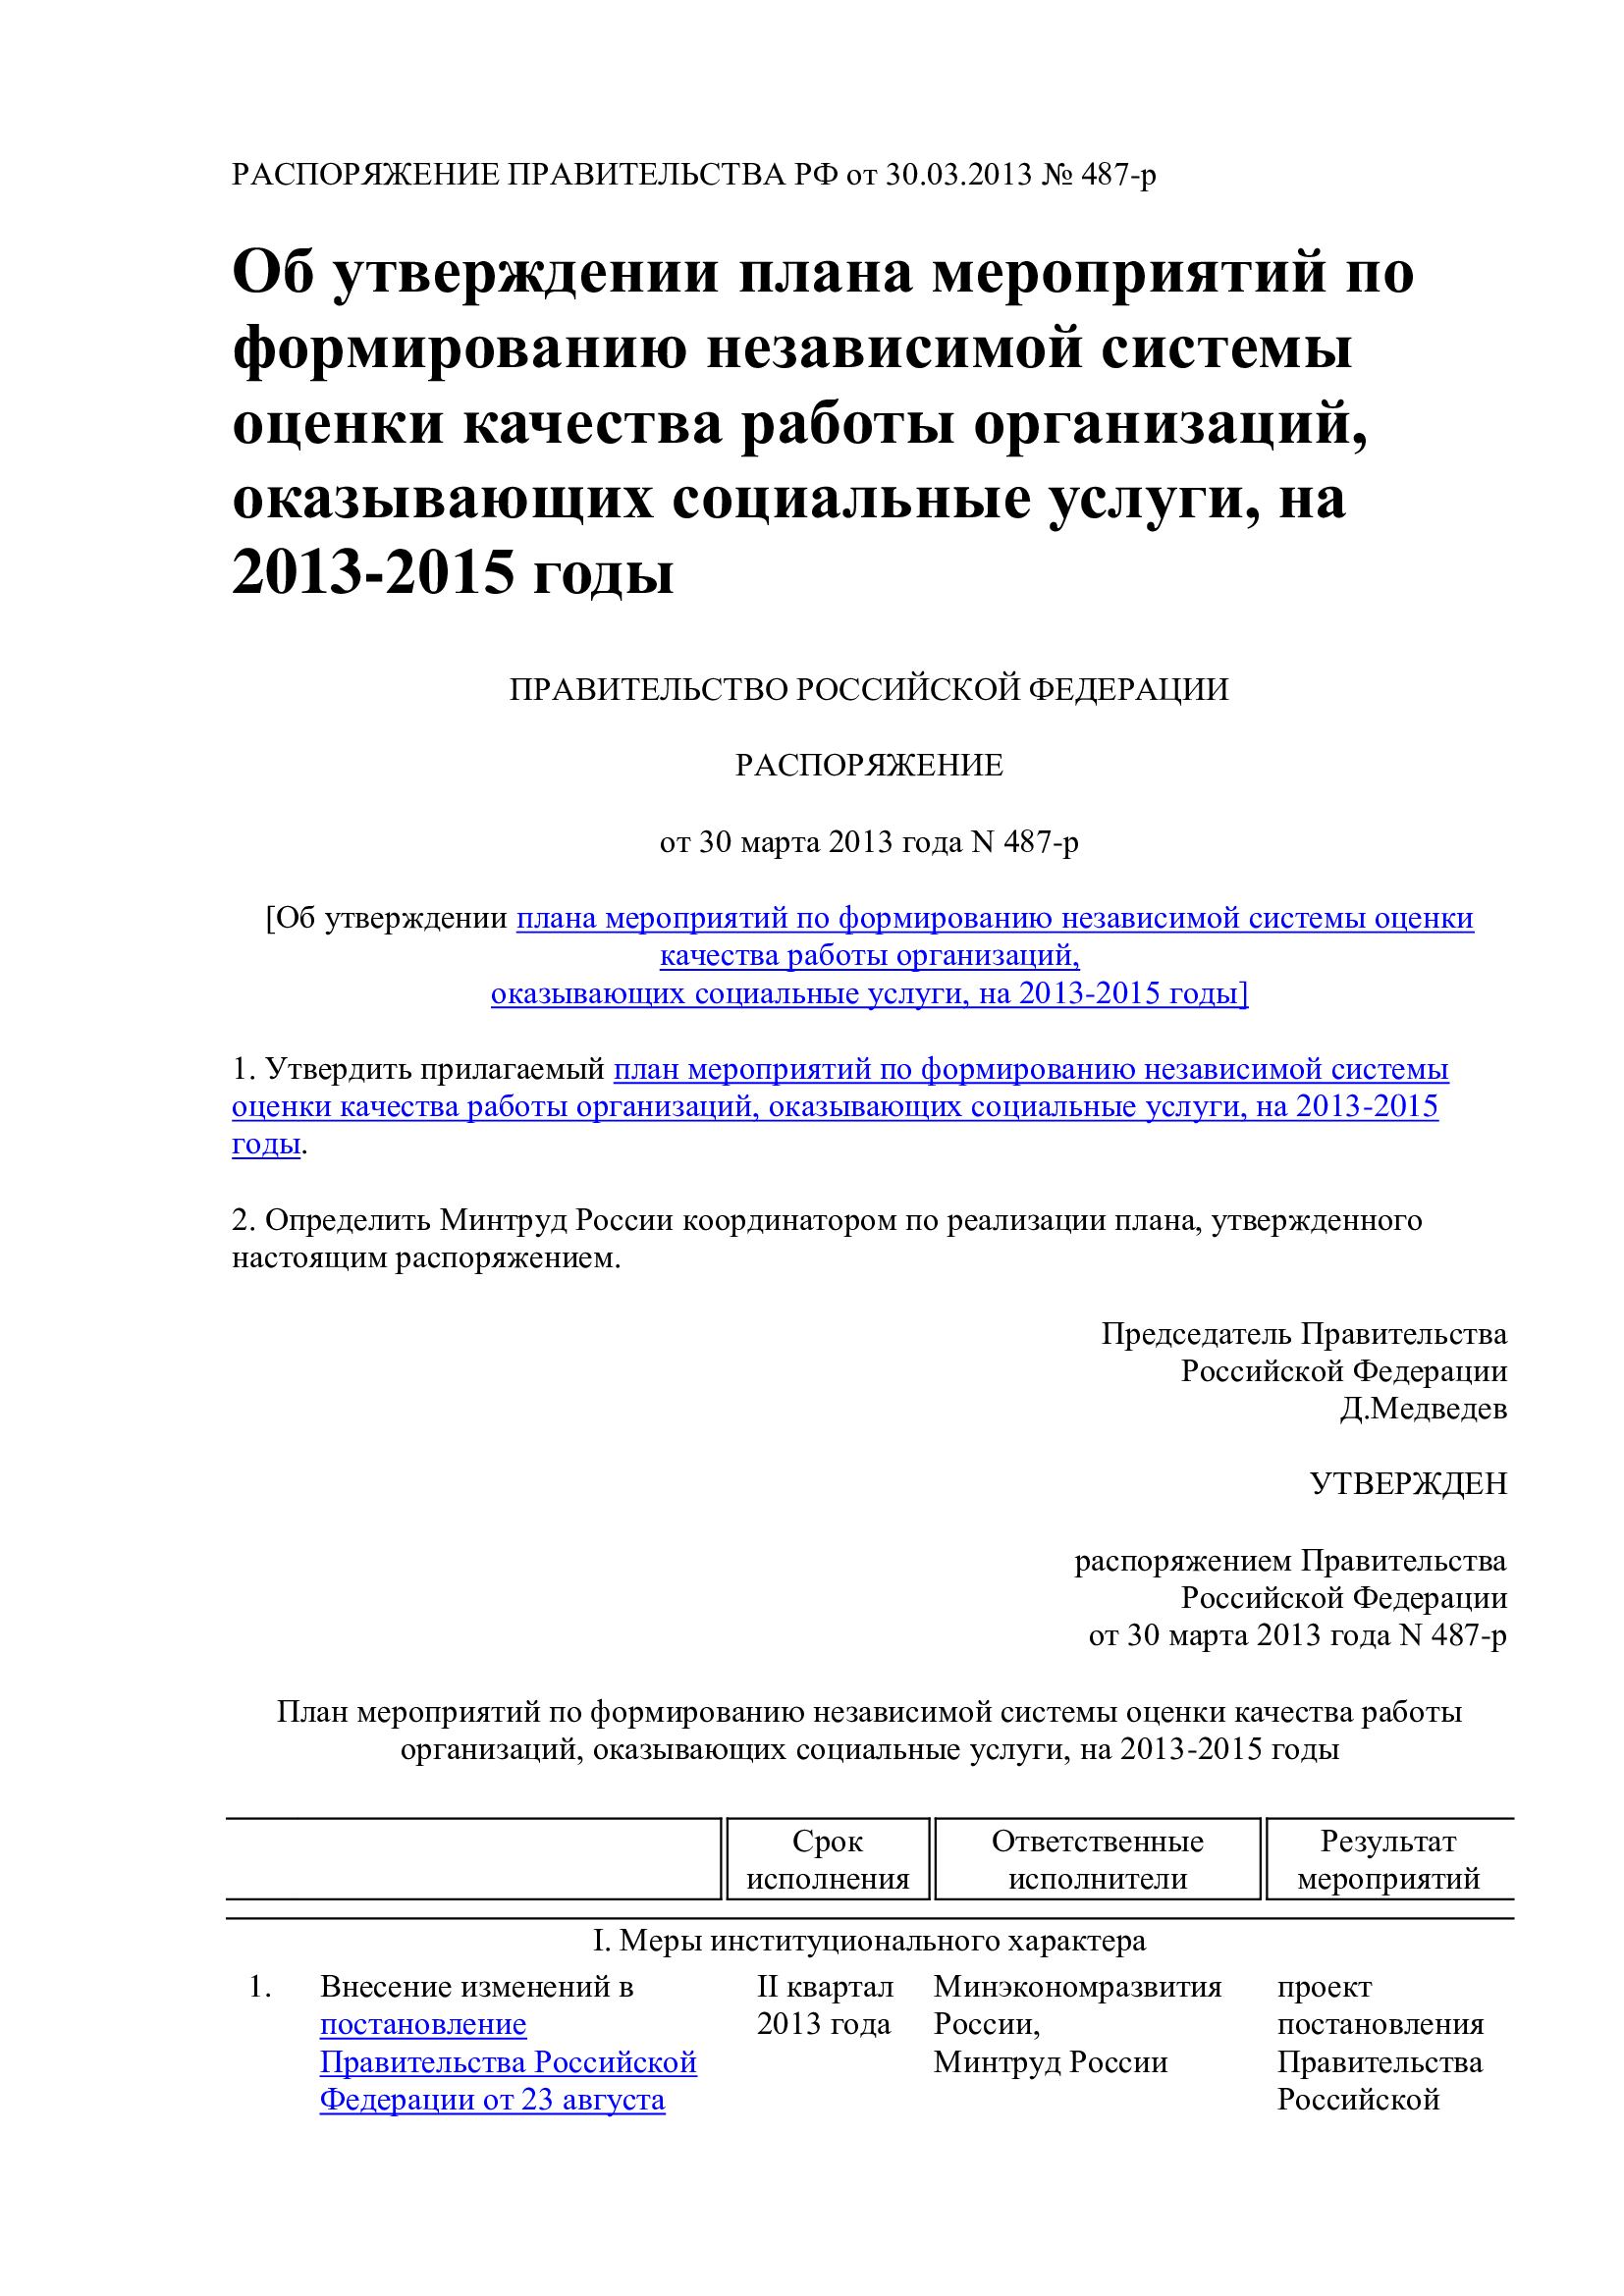 РАСПОРЯЖЕНИЕ ПРАВИТЕЛЬСТВА РФ от 30.03.2013 № 487-р
Об утверждении плана мероприятий по
формированию независимой системы
оценки качества работы организаций,
оказывающих социальные услуги, на
2013-2015 годы
ПРАВИТЕЛЬСТВО РОССИЙСКОЙ ФЕДЕРАЦИИ
РАСПОРЯЖЕНИЕ
от 30 марта 2013 года N 487-р
[Об утверждении плана мероприятий по формированию независимой системы оценки
качества работы организаций,
оказывающих социальные услуги, на 2013-2015 годы]
1. Утвердить прилагаемый план мероприятий по формированию независимой системы
оценки качества работы организаций, оказывающих социальные услуги, на 2013-2015
годы.
2. Определить Минтруд России координатором по реализации плана, утвержденного
настоящим распоряжением.
Председатель Правительства
Российской Федерации
Д.Медведев
УТВЕРЖДЕН
распоряжением Правительства
Российской Федерации
от 30 марта 2013 года N 487-р
План мероприятий по формированию независимой системы оценки качества работы
организаций, оказывающих социальные услуги, на 2013-2015 годы
Срок исполнения
Ответственные исполнители
Результат мероприятий
I. Меры институционального характера
1. Внесение изменений в II квартал Минэкономразвития проект
постановление 2013 года России, постановления
Правительства Российской Минтруд России Правительства
Федерации от 23 августа Российской